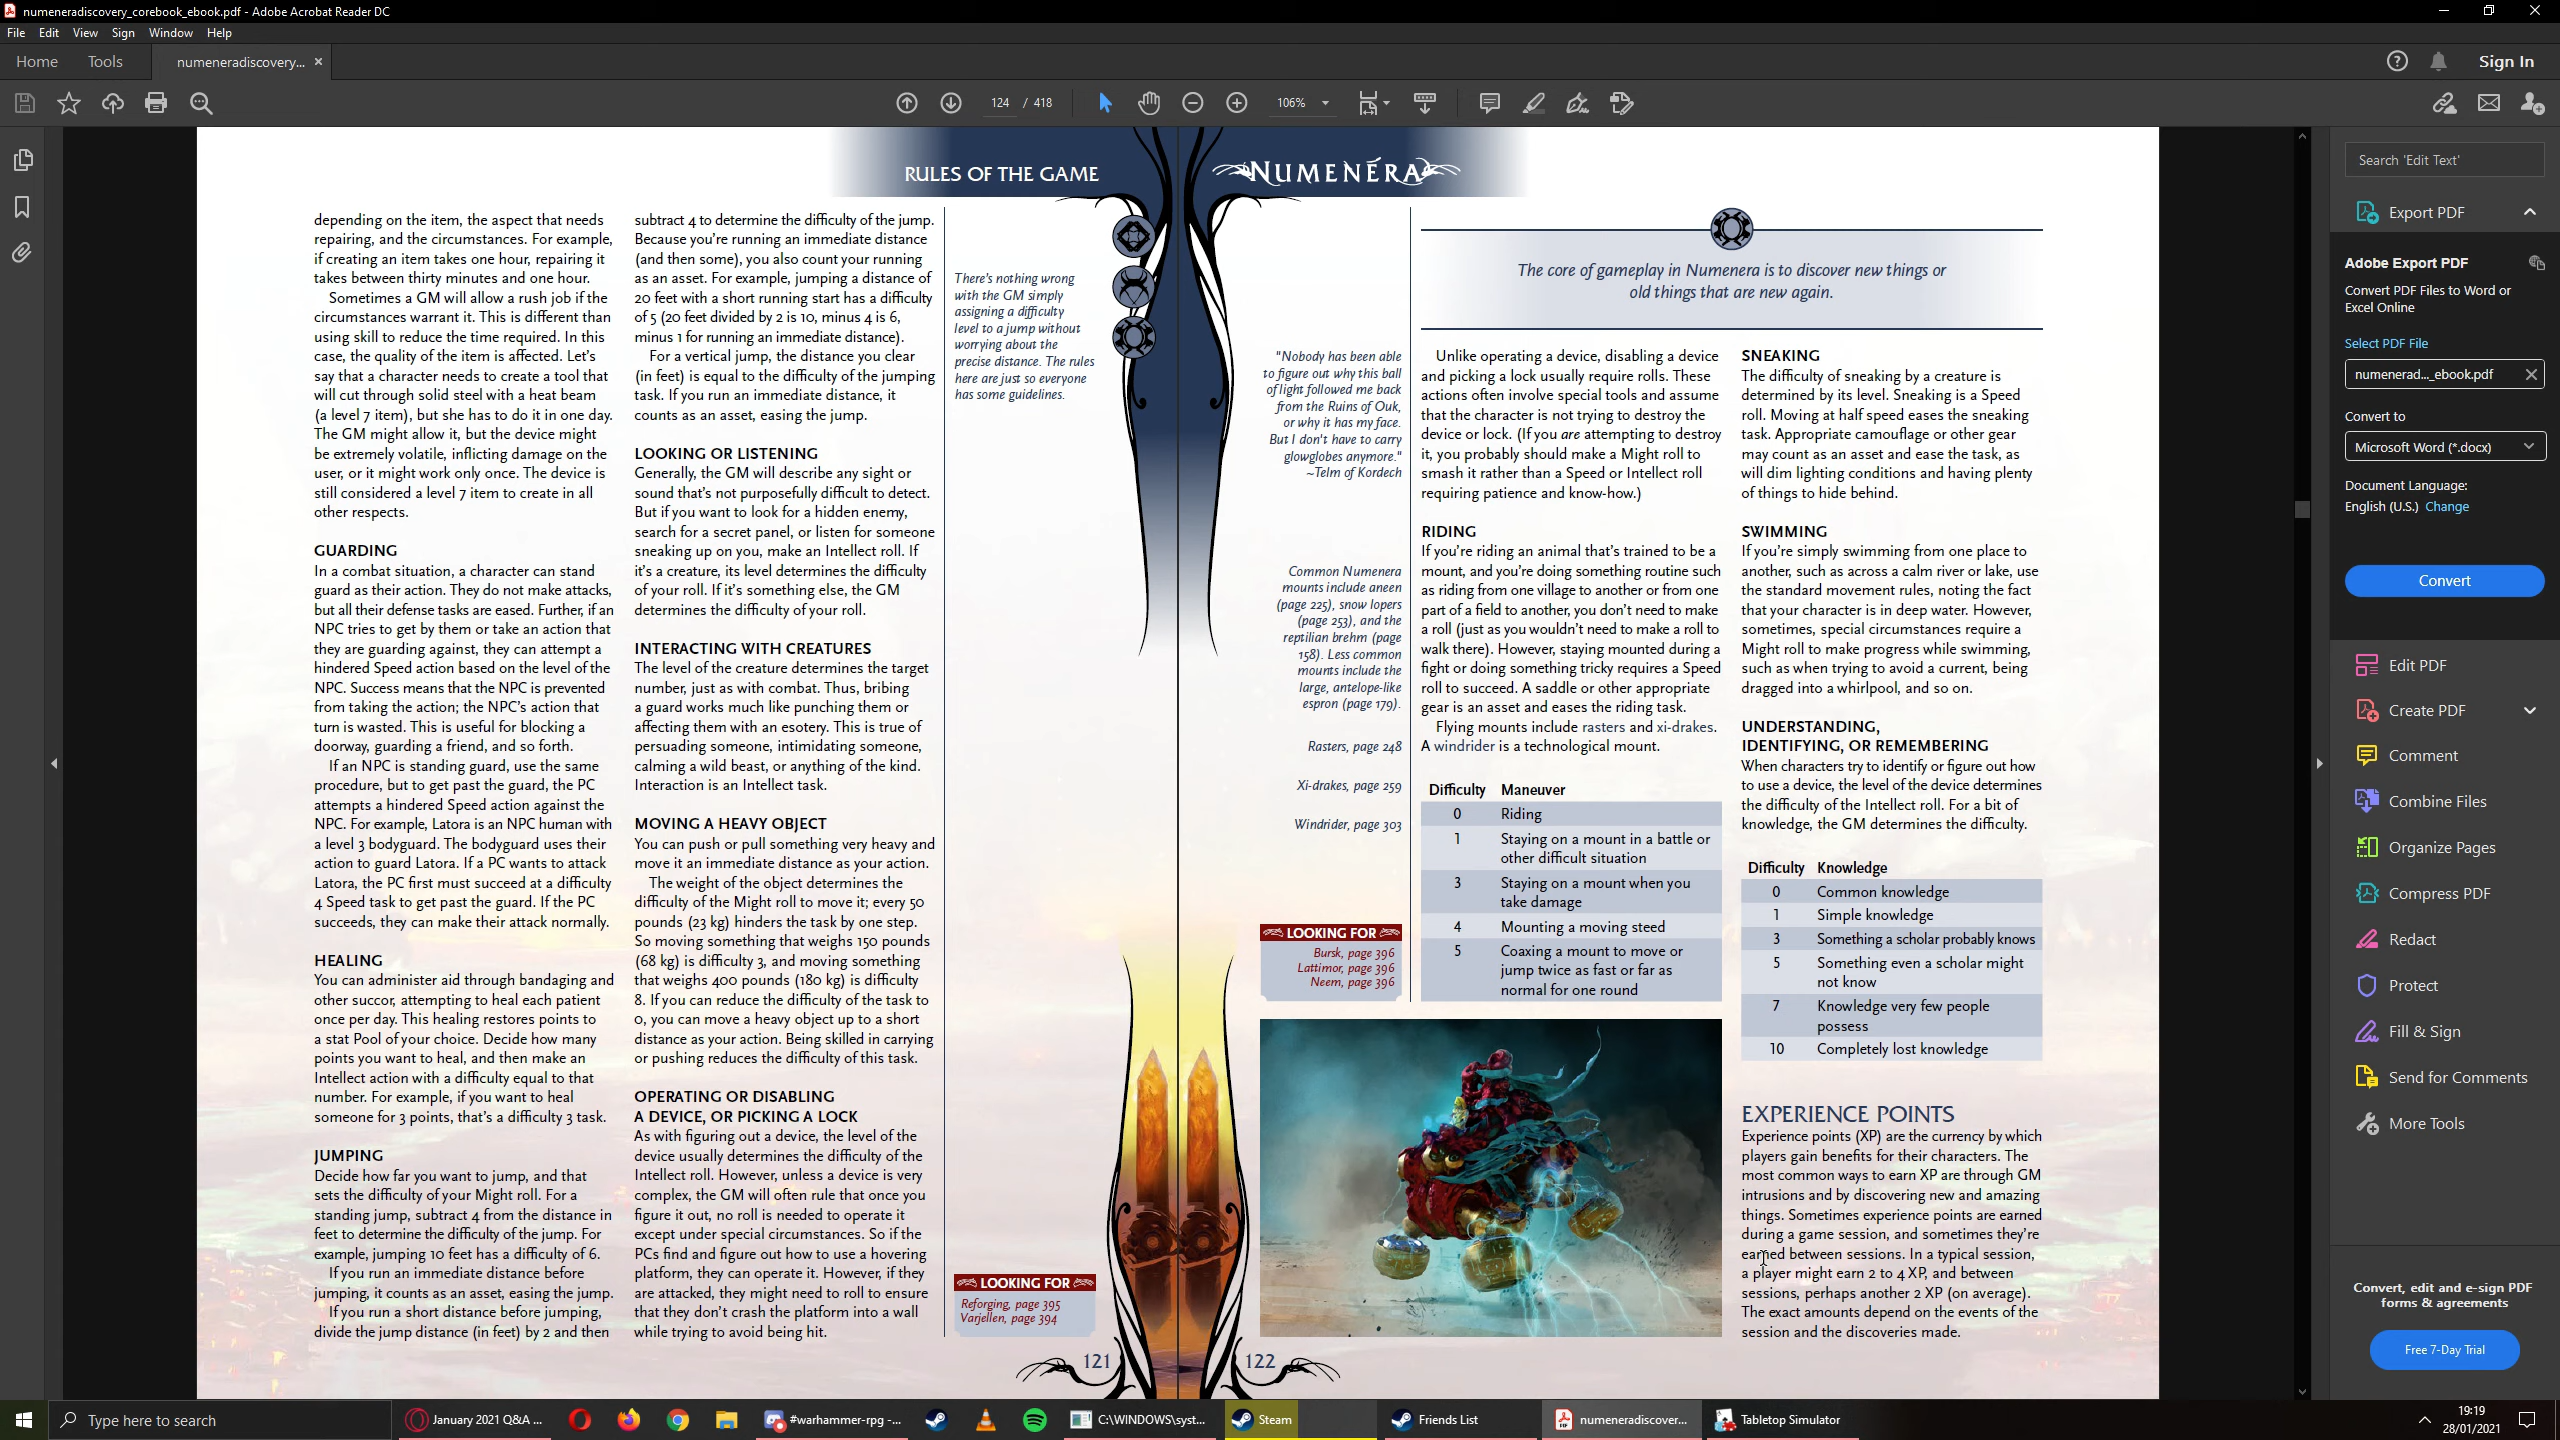 numeneradiscovery_corebook_ebook.pdf - Adobe Acrobat Reader DC
File Edit View Sign Window Help
Home Tools numeneradiscovery... ×
Sign In
124 / 418
106%
RULES OF THE GAME
depending on the item, the aspect that needs
repairing, and the circumstances. For example,
if creating an item takes one hour, repairing it
takes between thirty minutes and one hour.
Sometimes a GM will allow a rush job if the
circumstances warrant it. This is different than
using skill to reduce the time required. In this
case, the quality of the item is affected. Let's
say that a character needs to create a tool that
will cut through solid steel with a heat beam
(a level 7 item), but she has to do it in one day.
The GM might allow it, but the device might
be extremely volatile, inflicting damage on the
user, or it might work only once. The device is
still considered a level 7 item to create in all
other respects.
GUARDING
In a combat situation, a character can stand
guard as their action. They do not make attacks,
but all their defense tasks are eased. Further, if an
NPC tries to get by them or take an action that
they are guarding against, they can attempt a
hindered Speed action based on the level of the
NPC. Success means that the NPC is prevented
from taking the action; the NPC's action that
turn is wasted. This is useful for blocking a
doorway, guarding a friend, and so forth.
If an NPC is standing guard, use the same
procedure, but to get past the guard, the PC
attempts a hindered Speed action against the
NPC. For example, Latora is an NPC human with
a level 3 bodyguard. The bodyguard uses their
action to guard Latora. If a PC wants to attack
Latora, the PC first must succeed at a difficulty
4 Speed task to get past the guard. If the PC
succeeds, they can make their attack normally.
HEALING
You can administer aid through bandaging and
other succor, attempting to heal each patient
once per day. This healing restores points to
a stat Pool of your choice. Decide how many
points you want to heal, and then make an
Intellect action with a difficulty equal to that
number. For example, if you want to heal
someone for 3 points, that's a difficulty 3 task.
JUMPING
Decide how far you want to jump, and that
sets the difficulty of your Might roll. For a
standing jump, subtract 4 from the distance in
feet to determine the difficulty of the jump. For
example, jumping 10 feet has a difficulty of 6.
If you run an immediate distance before
jumping, it counts as an asset, easing the jump.
If you run a short distance before jumping,
divide the jump distance (in feet) by 2 and then
subtract 4 to determine the difficulty of the jump.
Because you're running an immediate distance
(and then some), you also count your running
as an asset. For example, jumping a distance of
20 feet with a short running start has a difficulty
of 5 (20 feet divided by 2 is 10, minus 4 is 6,
minus 1 for running an immediate distance).
For a vertical jump, the distance you clear
(in feet) is equal to the difficulty of the jumping
task. If you run an immediate distance, it
counts as an asset, easing the jump.
LOOKING OR LISTENING
Generally, the GM will describe any sight or
sound that's not purposefully difficult to detect.
But if you want to look for a hidden enemy,
search for a secret panel, or listen for someone
sneaking up on you, make an Intellect roll. If
it's a creature, its level determines the difficulty
of your roll. If it's something else, the GM
determines the difficulty of your roll.
INTERACTING WITH CREATURES
The level of the creature determines the target
number, just as with combat. Thus, bribing
a guard works much like punching them or
affecting them with an esotery. This is true of
persuading someone, intimidating someone,
calming a wild beast, or anything of the kind.
Interaction is an Intellect task.
MOVING A HEAVY OBJECT
You can push or pull something very heavy and
move it an immediate distance as your action.
The weight of the object determines the
difficulty of the Might roll to move it; every 50
pounds (23 kg) hinders the task by one step.
So moving something that weighs 150 pounds
(68 kg) is difficulty 3, and moving something
that weighs 400 pounds (180 kg) is difficulty
8. If you can reduce the difficulty of the task to
0, you can move a heavy object up to a short
distance as your action. Being skilled in carrying
or pushing reduces the difficulty of this task.
OPERATING OR DISABLING
A DEVICE, OR PICKING A LOCK
As with figuring out a device, the level of the
device usually determines the difficulty of the
Intellect roll. However, unless a device is very
complex, the GM will often rule that once you
figure it out, no roll is needed to operate it
except under special circumstances. So if the
PCs find and figure out how to use a hovering
platform, they can operate it. However, if they
are attacked, they might need to roll to ensure
that they don't crash the platform into a wall
while trying to avoid being hit.
There's nothing wrong
with the GM simply
assigning a difficulty
level to a jump without
worrying about the
precise distance. The rules
here are just so everyone
has some guidelines.
LOOKING FOR
Reforging, page 395
Varjellen, page 394
121
NUMENÉRA
"Nobody has been able
to figure out why this ball
of light followed me back
from the Ruins of Ouk,
or why it has my face.
But I don't have to carry
glowglobes anymore."
~Telm of Kordech
Common Numenera
mounts include aneen
(page 225), snow lopers
(page 253), and the
reptilian brehm (page
158). Less common
mounts include the
large, antelope-like
espron (page 179).
Rasters, page 248
Xi-drakes, page 259
Windrider, page 303
LOOKING FOR
Bursk, page 396
Lattimor, page 396
Neem, page 396
The core of gameplay in Numenera is to discover new things or
old things that are new again.
Unlike operating a device, disabling a device
and picking a lock usually require rolls. These
actions often involve special tools and assume
that the character is not trying to destroy the
device or lock. (If you are attempting to destroy
it, you probably should make a Might roll to
smash it rather than a Speed or Intellect roll
requiring patience and know-how.)
RIDING
If you're riding an animal that's trained to be a
mount, and you're doing something routine such
as riding from one village to another or from one
part of a field to another, you don't need to make
a roll (just as you wouldn't need to make a roll to
walk there). However, staying mounted during a
fight or doing something tricky requires a Speed
roll to succeed. A saddle or other appropriate
gear is an asset and eases the riding task.
Flying mounts include rasters and xi-drakes.
A windrider is a technological mount.
Difficulty Maneuver
0 Riding
1 Staying on a mount in a battle or
other difficult situation
3 Staying on a mount when you
take damage
4 Mounting a moving steed
5 Coaxing a mount to move or
jump twice as fast or far as
normal for one round
SNEAKING
The difficulty of sneaking by a creature is
determined by its level. Sneaking is a Speed
roll. Moving at half speed eases the sneaking
task. Appropriate camouflage or other gear
may count as an asset and ease the task, as
will dim lighting conditions and having plenty
of things to hide behind.
SWIMMING
If you're simply swimming from one place to
another, such as across a calm river or lake, use
the standard movement rules, noting the fact
that your character is in deep water. However,
sometimes, special circumstances require a
Might roll to make progress while swimming,
such as when trying to avoid a current, being
dragged into a whirlpool, and so on.
UNDERSTANDING,
IDENTIFYING, OR REMEMBERING
When characters try to identify or figure out how
to use a device, the level of the device determines
the difficulty of the Intellect roll. For a bit of
knowledge, the GM determines the difficulty.
Difficulty Knowledge
0 Common knowledge
1 Simple knowledge
3 Something a scholar probably knows
5 Something even a scholar might
not know
7 Knowledge very few people
possess
10 Completely lost knowledge
EXPERIENCE POINTS
Experience points (XP) are the currency by which
players gain benefits for their characters. The
most common ways to earn XP are through GM
intrusions and by discovering new and amazing
things. Sometimes experience points are earned
during a game session, and sometimes they're
earned between sessions. In a typical session,
a player might earn 2 to 4 XP, and between
sessions, perhaps another 2 XP (on average).
The exact amounts depend on the events of the
session and the discoveries made.
122
Search 'Edit Text'
Export PDF
Adobe Export PDF
Convert PDF Files to Word or
Excel Online
Select PDF File
numenerad..._ebook.pdf
Convert to
Microsoft Word (*.docx)
Document Language:
English (U.S.) Change
Convert
Edit PDF
Create PDF
Comment
Combine Files
Organize Pages
Compress PDF
Redact
Protect
Fill & Sign
Send for Comments
More Tools
Convert, edit and e-sign PDF
forms & agreements
Free 7-Day Trial
Type here to search
January 2021 Q&A ...
#warhammer-rpg -...
C:\WINDOWS\syst...
Steam
Friends List
numeneradiscover...
Tabletop Simulator
19:19
28/01/2021